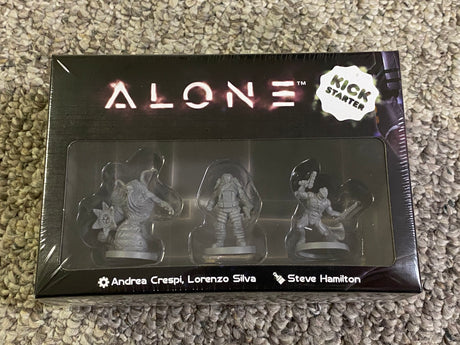 ALONE™
KICK
STARTER
Andrea Crespi, Lorenzo Silva
Steve Hamilton